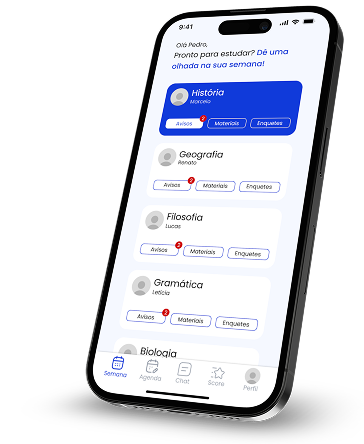 9:41
Olá Pedro,
Pronto para estudar? Dê uma
olhada na sua semana!
História
Marcelo
Avisos 2 Materiais Enquetes
Geografia
Renato
Avisos 2 Materiais Enquetes
Filosofia
Lucas
Avisos 2 Materiais Enquetes
Gramática
Letícia
Avisos 2 Materiais Enquetes
Biologia
Semana Agenda Chat Score Perfil